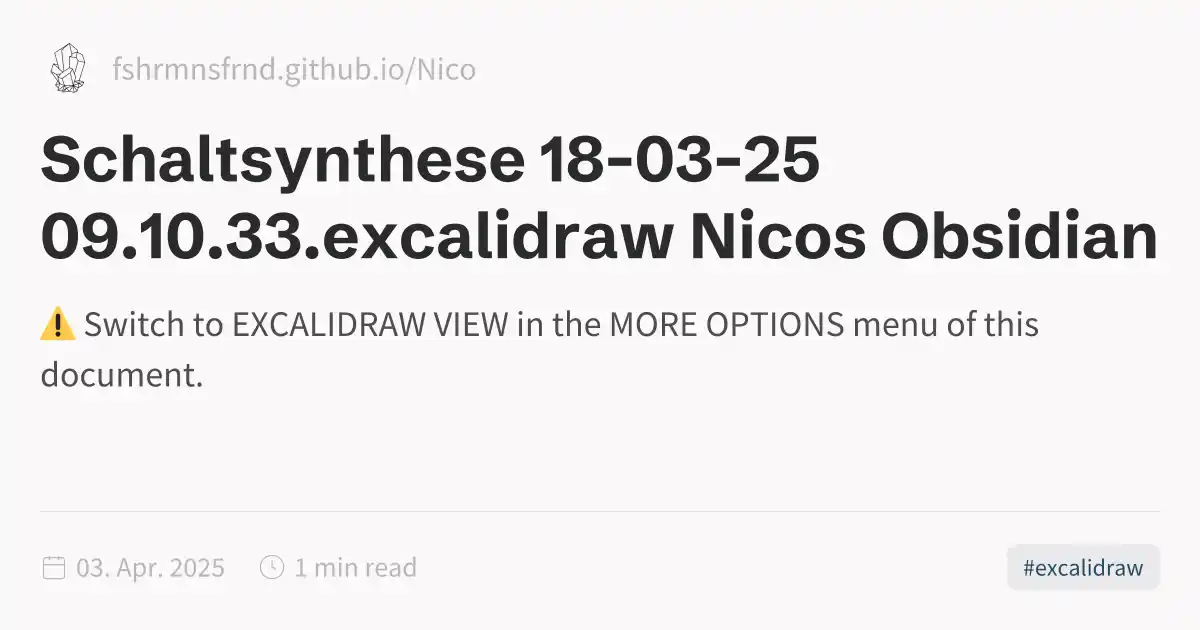 fshrmnsfrnd.github.io/Nico
Schaltsynthese 18-03-25
09.10.33.excalidraw Nicos Obsidian
⚠️ Switch to EXCALIDRAW VIEW in the MORE OPTIONS menu of this
document.
03. Apr. 2025
1 min read
#excalidraw